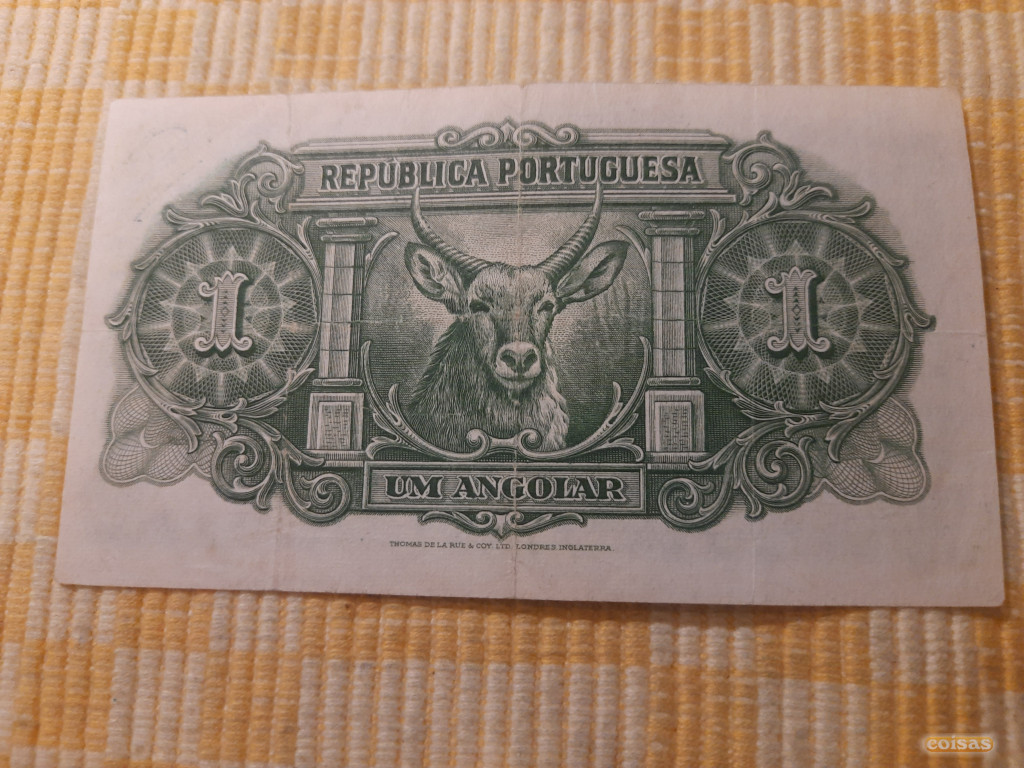 REPÚBLICA PORTUGUESA
1 1
UM ANGOLAR
THOMAS DE LA RUE & COY. LTD. LONDRES INGLATERRA.
coisas